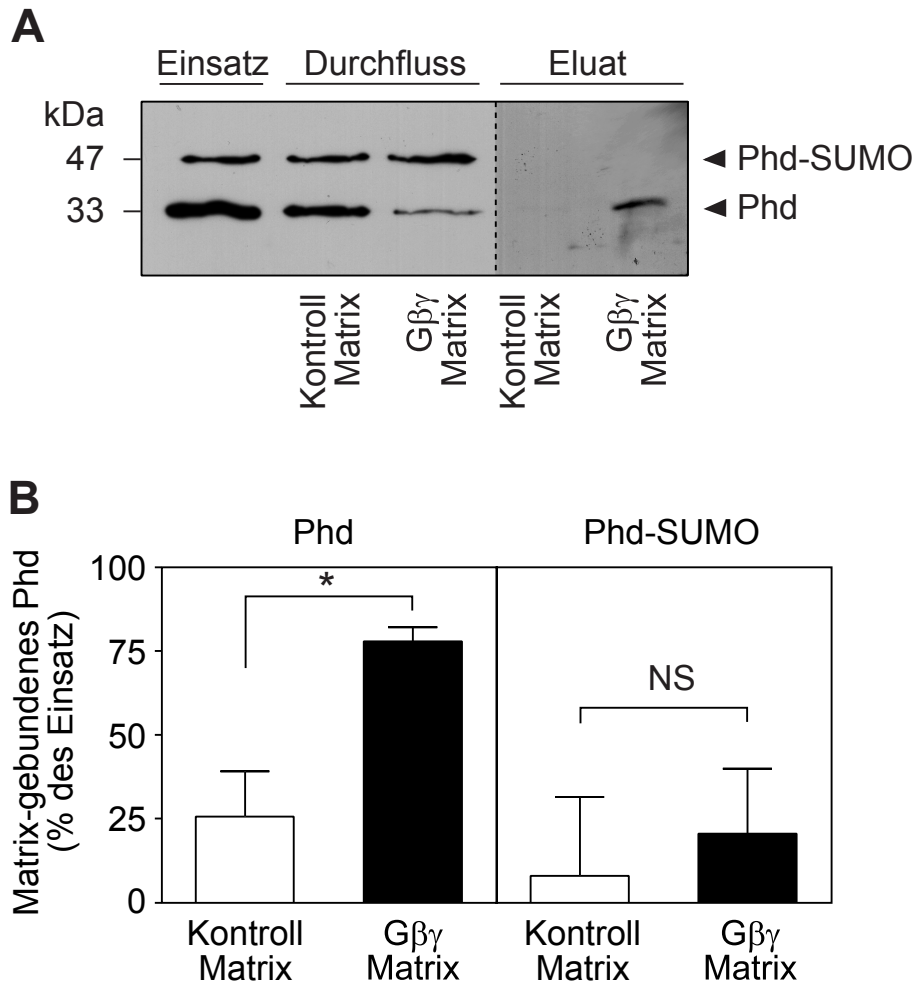 A
Einsatz Durchfluss Eluat
kDa
47 Phd-SUMO
33 Phd
Kontroll
Matrix
Gβγ
Matrix
Kontroll
Matrix
Gβγ
Matrix
B
Phd Phd-SUMO
Matrix-gebundenes Phd
(% des Einsatz)
100
75
50
25
0
*
NS
Kontroll
Matrix
Gβγ
Matrix
Kontroll
Matrix
Gβγ
Matrix